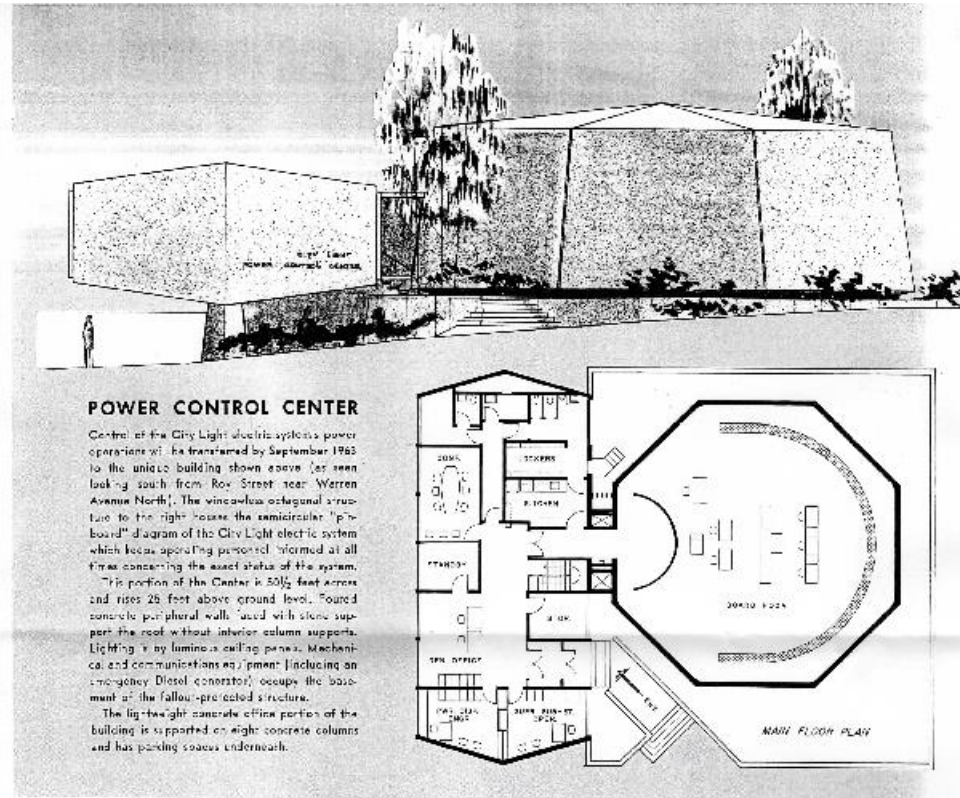 CITY LIGHT
POWER CONTROL CENTER
POWER CONTROL CENTER
Control of the City Light electric system's power
operations will be transferred by September 1963
to the unique building shown above (as seen
looking south from Roy Street near Warren
Avenue North). The windowless octagonal struc-
ture to the right houses the semicircular "pin-
board" diagram of the City Light electric system
which keeps operating personnel informed at all
times concerning the exact status of the system.
This portion of the Center is 50½ feet across
and rises 25 feet above ground level. Poured
concrete peripheral walls faced with stone sup-
port the roof without interior column supports.
Lighting is by luminous ceiling panels. Mechani-
cal and communications equipment (including an
emergency Diesel generator) occupy the base-
ment of the fallout-protected structure.
The lightweight concrete office portion of the
building is supported on eight concrete columns
and has parking spaces underneath.
CONF.
LOCKERS
KITCHEN
STANDBY
STOR.
GEN. OFFICE
BOARD ROOM
ENT.
MAIN FLOOR PLAN